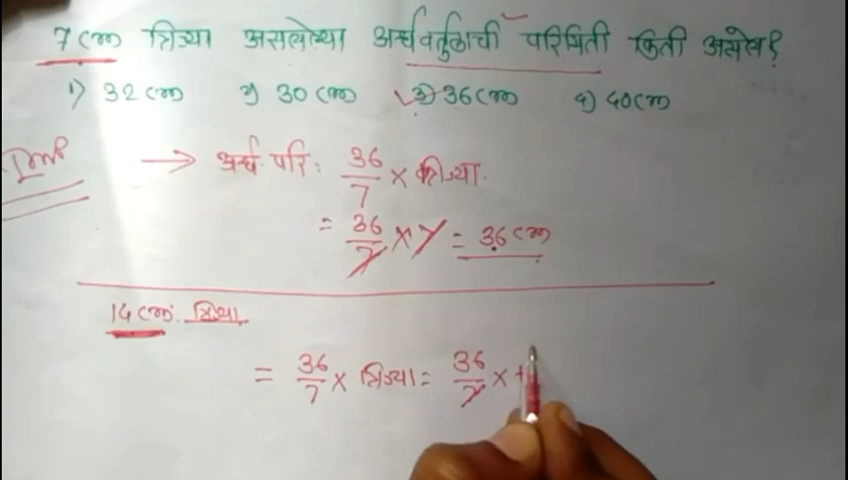 7 cm त्रिज्या असलेल्या अर्धवर्तुळाची परिमिती किती असेल?
1) 32 cm 2) 30 cm 3) 36 cm 4) 40 cm
Imp → अर्ध परि: 36/7 × त्रिज्या.
= 36/7 × 7 = 36 cm
14 cm. त्रिज्या
= 36/7 × त्रिज्या = 36/7 ×